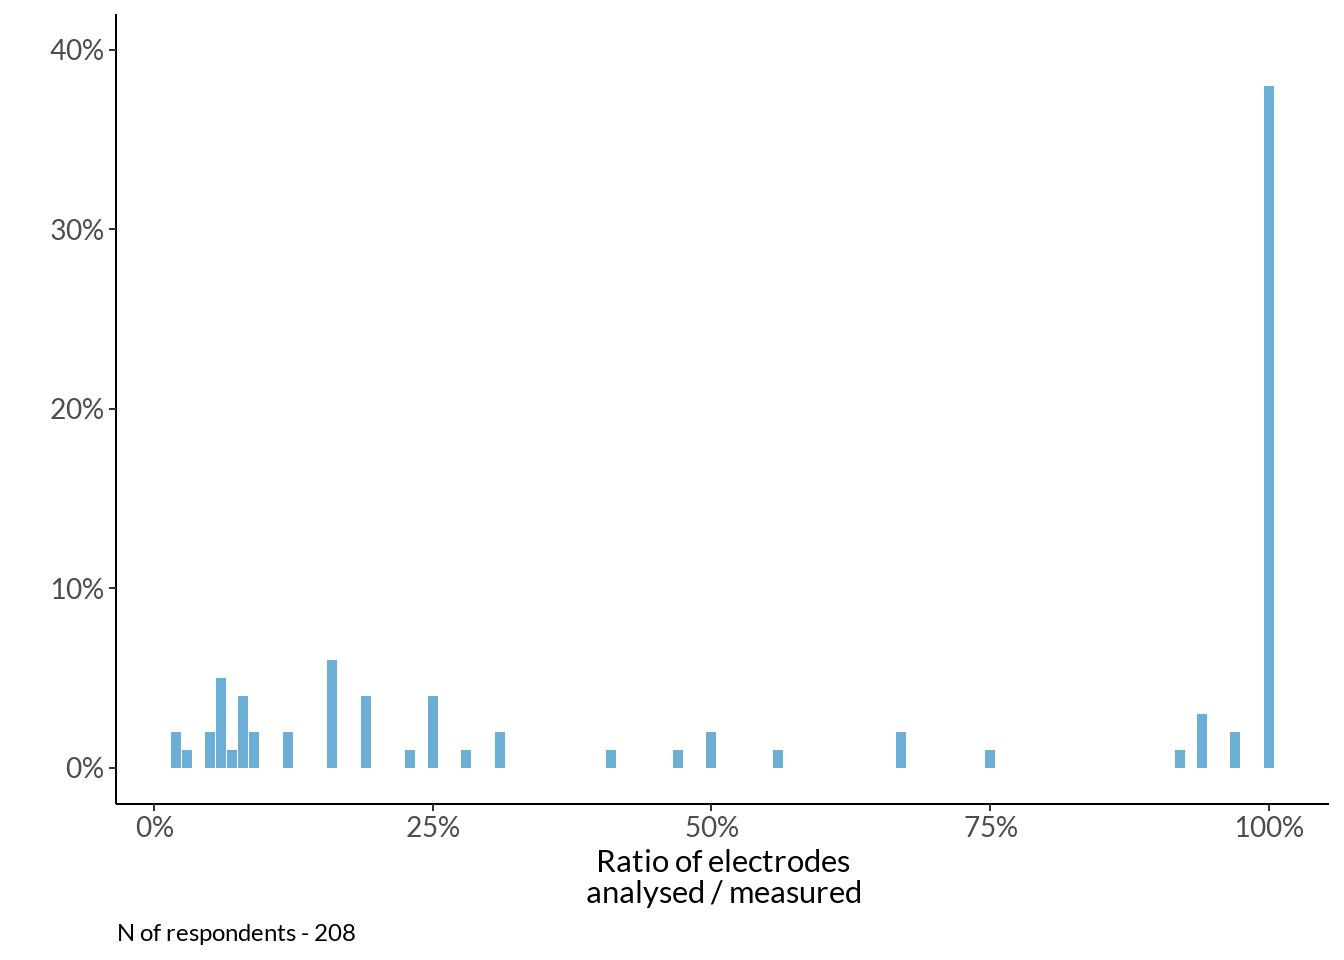 40%
30%
20%
10%
0%
0% 25% 50% 75% 100%
Ratio of electrodes
analysed / measured
N of respondents - 208